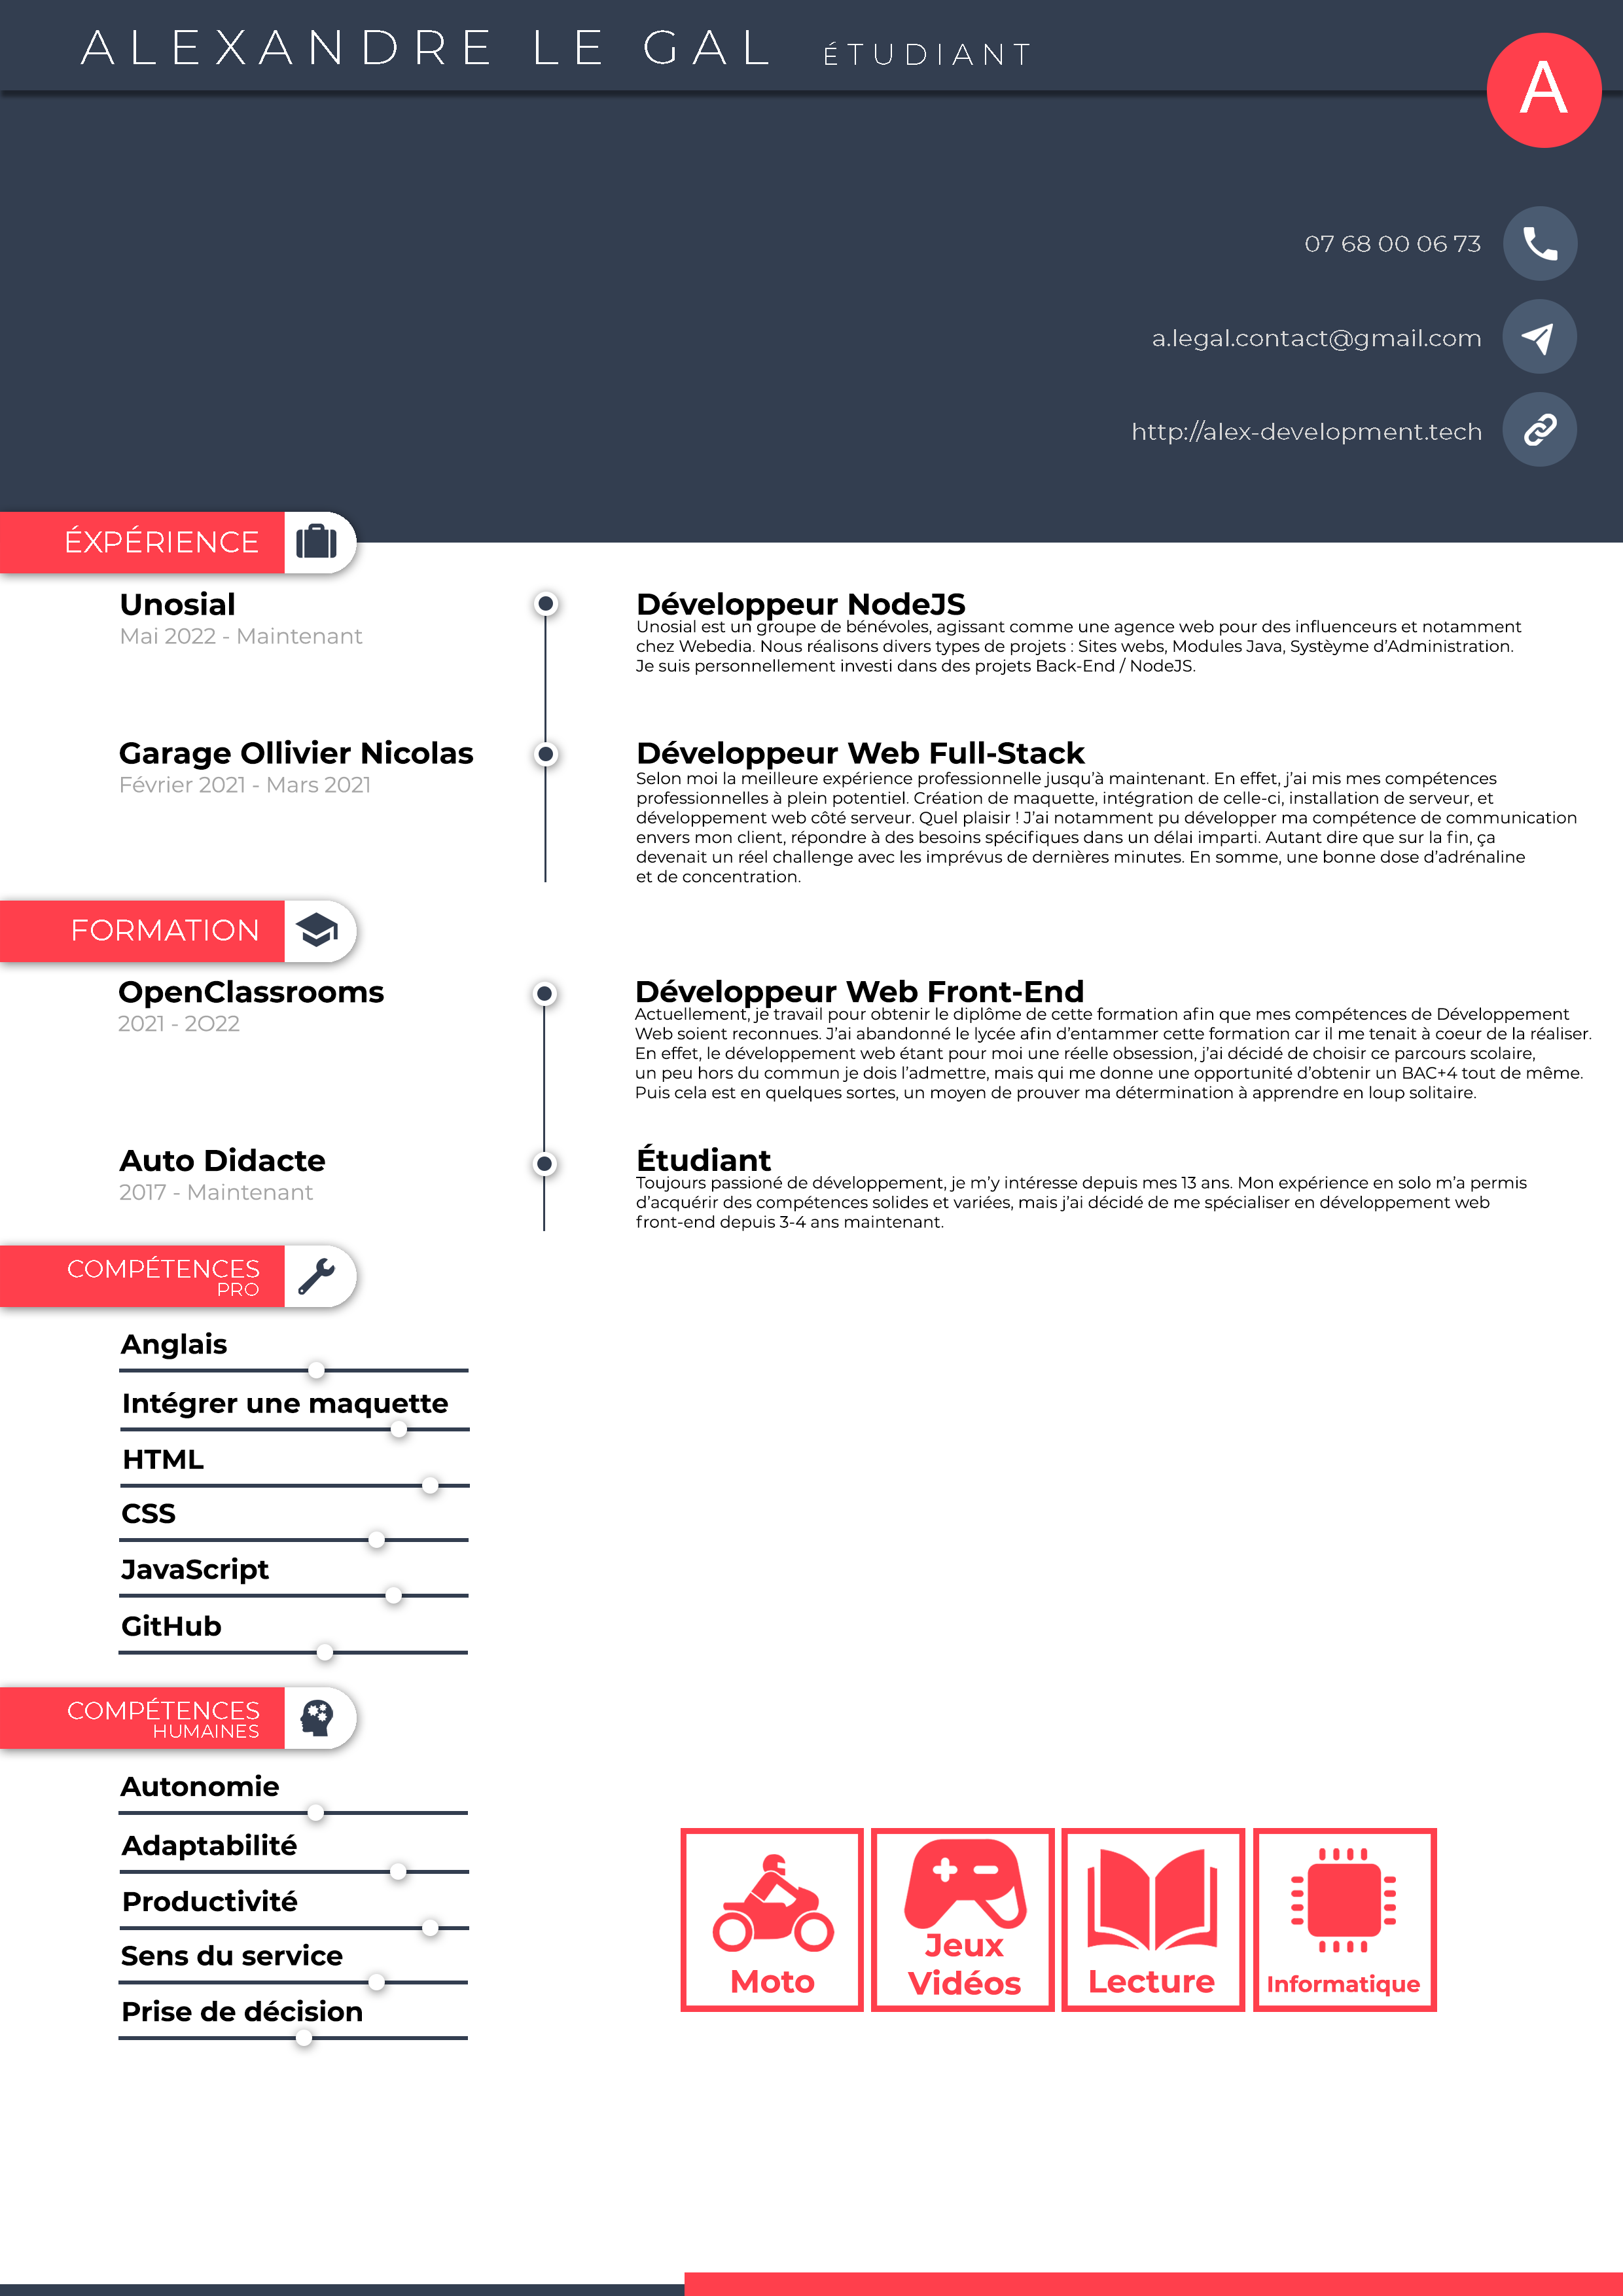 ALEXANDRE LE GAL ÉTUDIANT
A
07 68 00 06 73
a.legal.contact@gmail.com
http://alex-development.tech
ÉXPÉRIENCE
Unosial
Mai 2022 - Maintenant
Développeur NodeJS
Unosial est un groupe de bénévoles, agissant comme une agence web pour des influenceurs et notamment
chez Webedia. Nous réalisons divers types de projets : Sites webs, Modules Java, Systèyme d'Administration.
Je suis personnellement investi dans des projets Back-End / NodeJS.
Garage Ollivier Nicolas
Février 2021 - Mars 2021
Développeur Web Full-Stack
Selon moi la meilleure expérience professionnelle jusqu'à maintenant. En effet, j'ai mis mes compétences
professionnelles à plein potentiel. Création de maquette, intégration de celle-ci, installation de serveur, et
développement web côté serveur. Quel plaisir ! J'ai notamment pu développer ma compétence de communication
envers mon client, répondre à des besoins spécifiques dans un délai imparti. Autant dire que sur la fin, ça
devenait un réel challenge avec les imprévus de dernières minutes. En somme, une bonne dose d'adrénaline
et de concentration.
FORMATION
OpenClassrooms
2021 - 2O22
Développeur Web Front-End
Actuellement, je travail pour obtenir le diplôme de cette formation afin que mes compétences de Développement
Web soient reconnues. J'ai abandonné le lycée afin d'entammer cette formation car il me tenait à coeur de la réaliser.
En effet, le développement web étant pour moi une réelle obsession, j'ai décidé de choisir ce parcours scolaire,
un peu hors du commun je dois l'admettre, mais qui me donne une opportunité d'obtenir un BAC+4 tout de même.
Puis cela est en quelques sortes, un moyen de prouver ma détermination à apprendre en loup solitaire.
Auto Didacte
2017 - Maintenant
Étudiant
Toujours passioné de développement, je m'y intéresse depuis mes 13 ans. Mon expérience en solo m'a permis
d'acquérir des compétences solides et variées, mais j'ai décidé de me spécialiser en développement web
front-end depuis 3-4 ans maintenant.
COMPÉTENCES
PRO
Anglais
Intégrer une maquette
HTML
CSS
JavaScript
GitHub
COMPÉTENCES
HUMAINES
Autonomie
Adaptabilité
Productivité
Sens du service
Prise de décision
Moto
Jeux
Vidéos
Lecture
Informatique